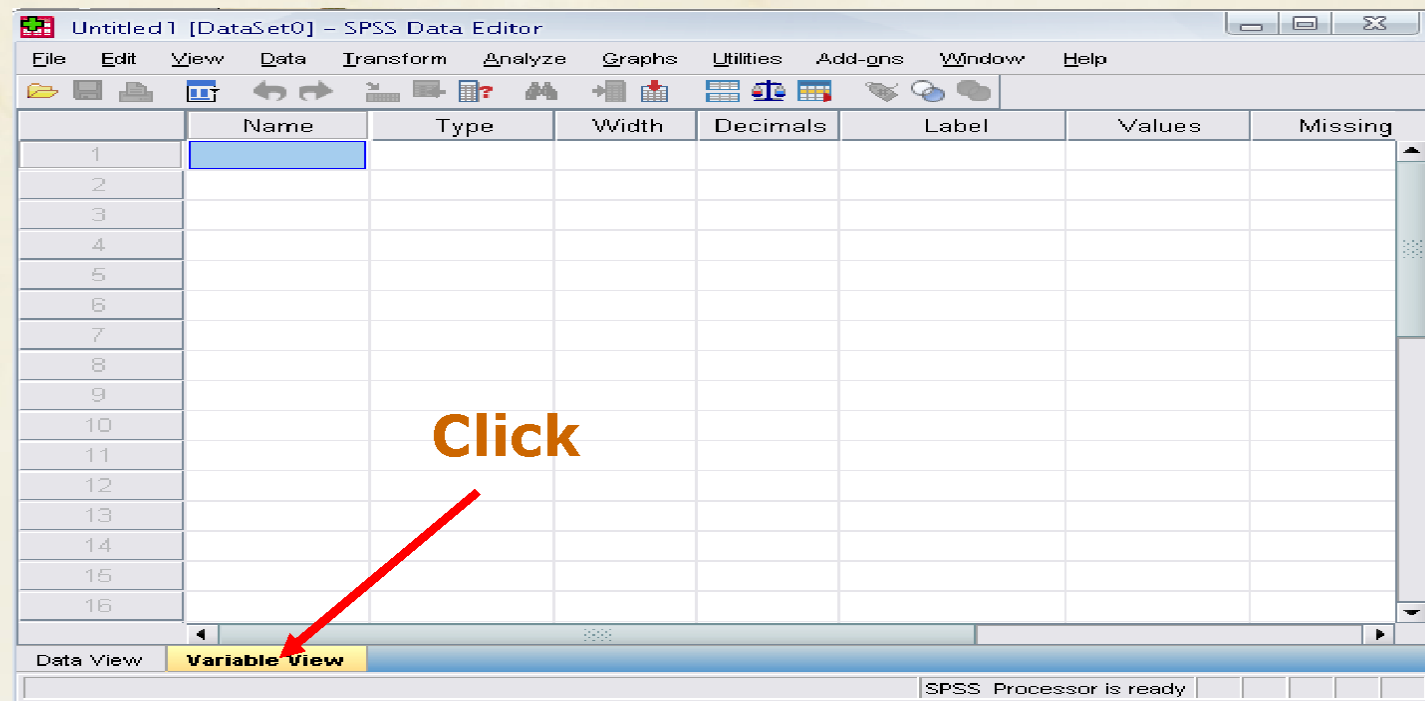 Untitled1 [DataSet0] - SPSS Data Editor
File Edit View Data Transform Analyze Graphs Utilities Add-ons Window Help
Name Type Width Decimals Label Values Missing
1
2
3
4
5
6
7
8
9
10
11
12
13
14
15
16
Click
Data View Variable View
SPSS Processor is ready